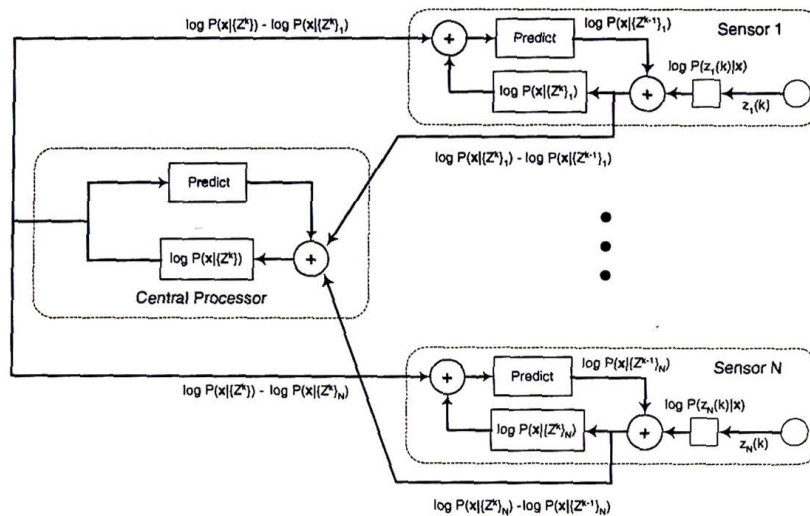 log P(x|{Z^k}) - log P(x|{Z^k}_1)
log P(x|{Z^{k-1}}_1)
Sensor 1
Predict
log P(z_1(k)|x)
log P(x|{Z^k}_1)
z_1(k)
log P(x|{Z^k}_1) - log P(x|{Z^{k-1}}_1)
Predict
log P(x|{Z^k})
Central Processor
log P(x|{Z^{k-1}}_N)
Sensor N
Predict
log P(x|{Z^k}) - log P(x|{Z^k}_N)
log P(z_N(k)|x)
log P(x|{Z^k}_N)
z_N(k)
log P(x|{Z^k}_N) - log P(x|{Z^{k-1}}_N)